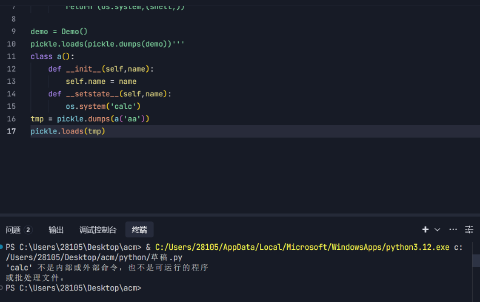 return (os.system,(shell,))
8
9 demo = Demo()
10 pickle.loads(pickle.dumps(demo))'''
11 class a():
12 def __init__(self,name):
13 self.name = name
14 def __setstate__(self,name):
15 os.system('calc')
16 tmp = pickle.dumps(a('aa'))
17 pickle.loads(tmp)
问题 2 输出 调试控制台 终端
PS C:\Users\28105\Desktop\acm> & C:/Users/28105/AppData/Local/Microsoft/WindowsApps/python3.12.exe c:
/Users/28105/Desktop/acm/python/草稿.py
'calc' 不是内部或外部命令，也不是可运行的程序
或批处理文件。
PS C:\Users\28105\Desktop\acm>